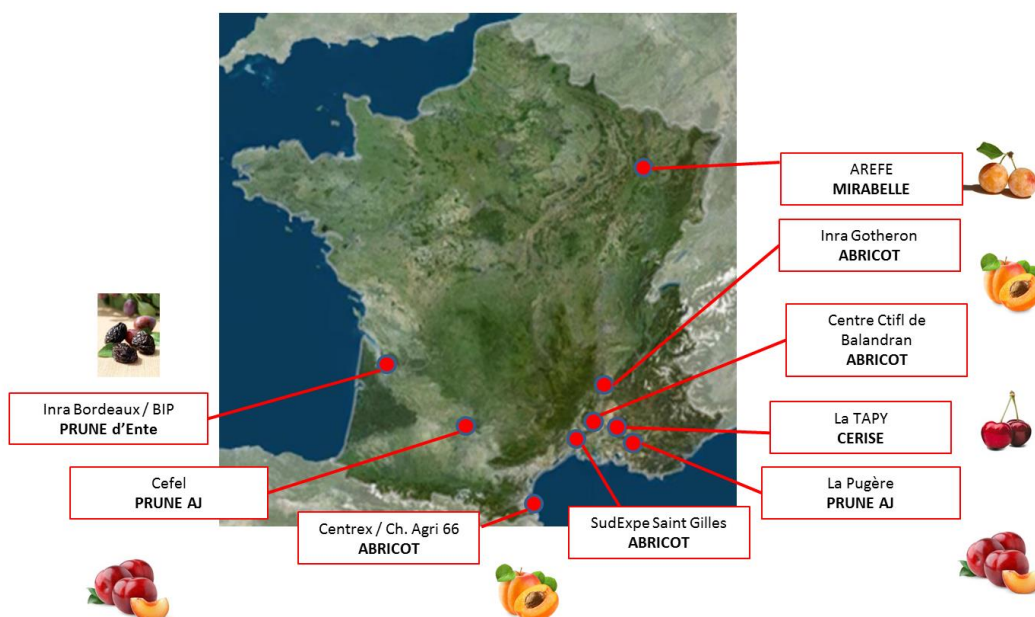 AREFE
MIRABELLE
Inra Gotheron
ABRICOT
Centre Ctifl de
Balandran
ABRICOT
Inra Bordeaux / BIP
PRUNE d’Ente
La TAPY
CERISE
Cefel
PRUNE AJ
La Pugère
PRUNE AJ
Centrex / Ch. Agri 66
ABRICOT
SudExpe Saint Gilles
ABRICOT